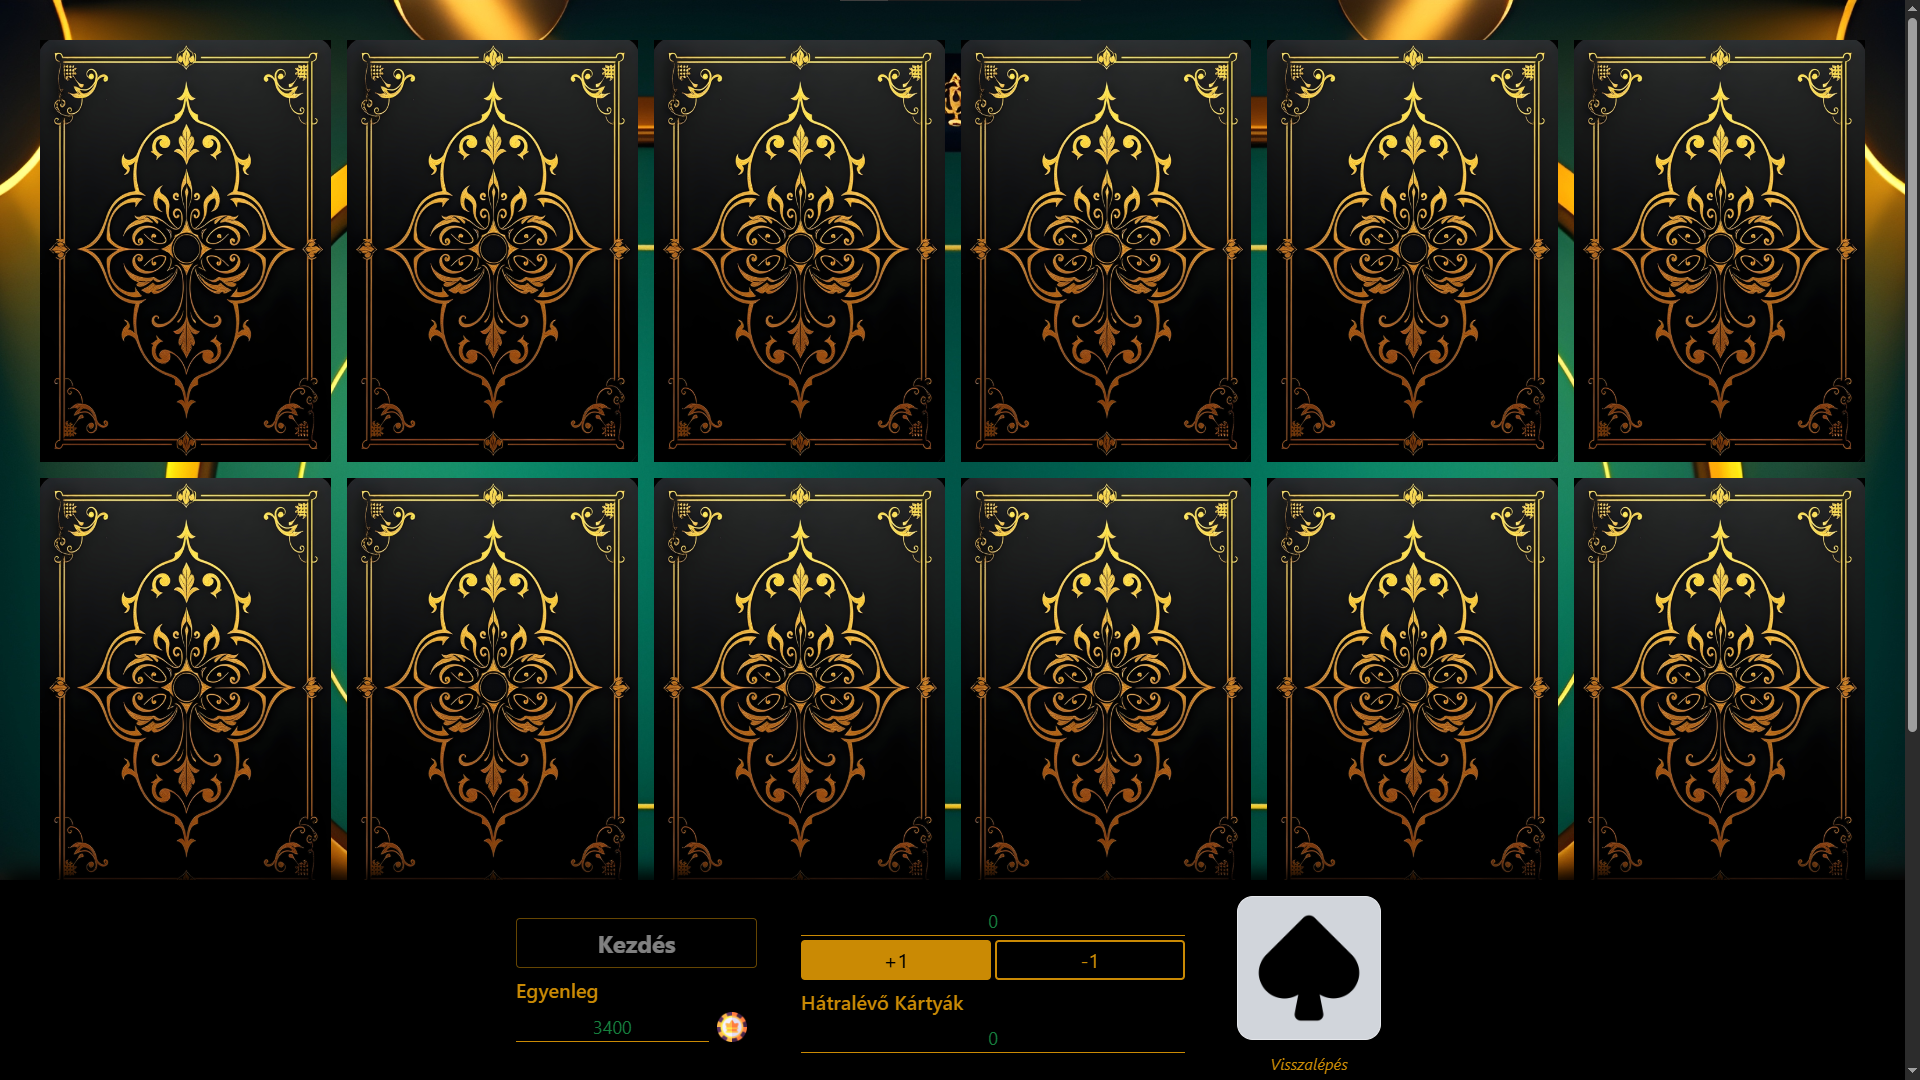 Kezdés
Egyenleg
3400
0
+1
-1
Hátralévő Kártyák
0
Visszalépés